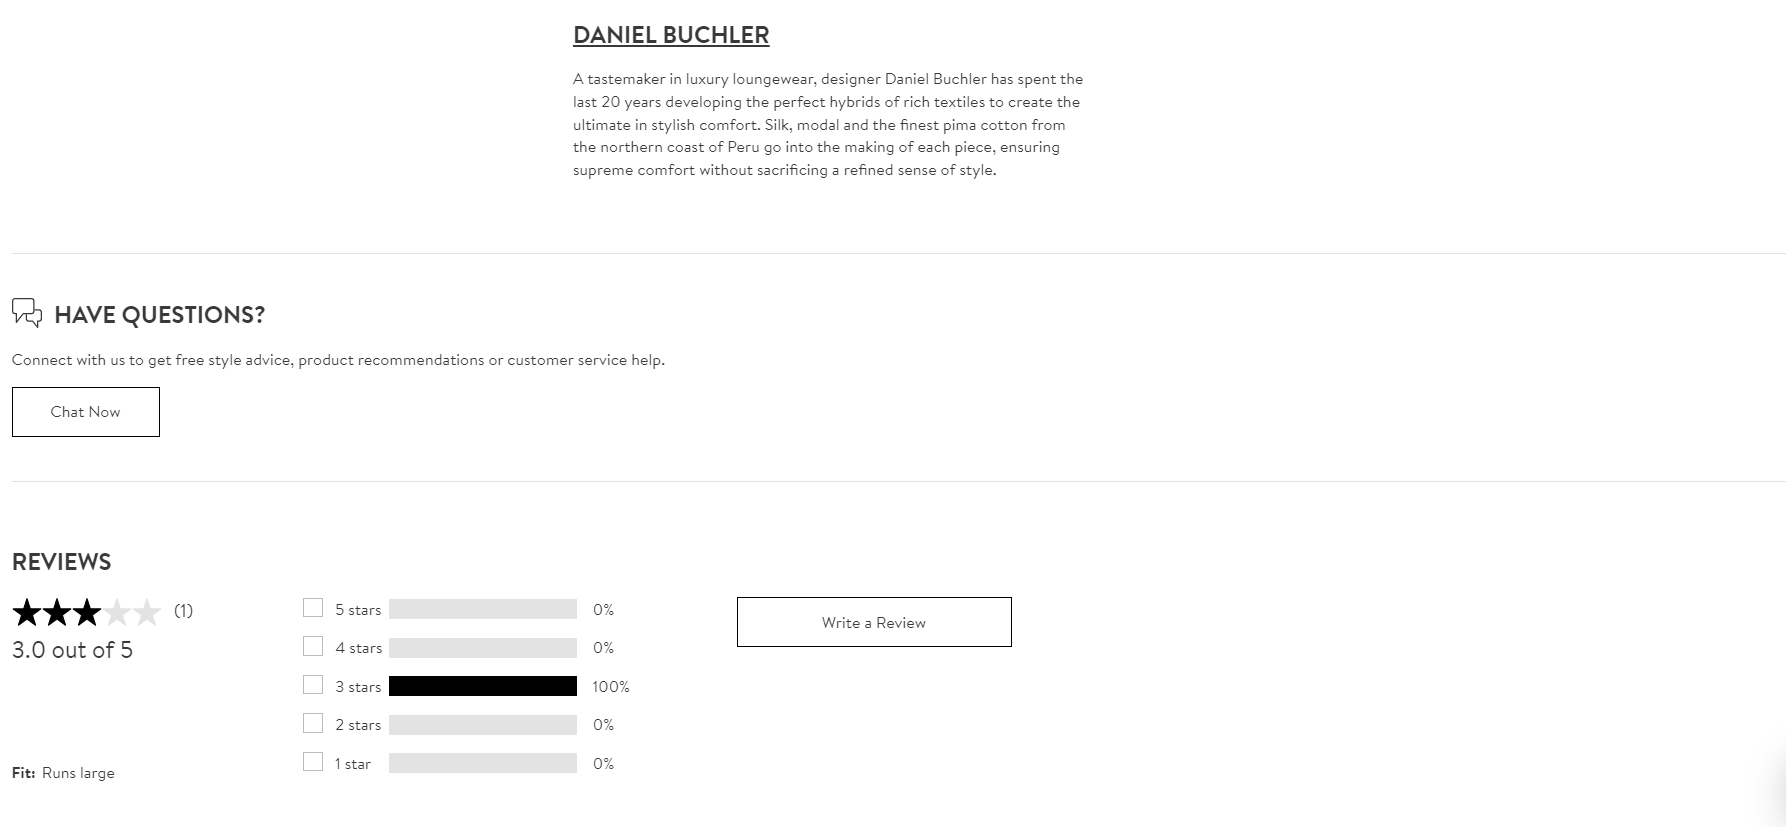 DANIEL BUCHLER
A tastemaker in luxury loungewear, designer Daniel Buchler has spent the
last 20 years developing the perfect hybrids of rich textiles to create the
ultimate in stylish comfort. Silk, modal and the finest pima cotton from
the northern coast of Peru go into the making of each piece, ensuring
supreme comfort without sacrificing a refined sense of style.
HAVE QUESTIONS?
Connect with us to get free style advice, product recommendations or customer service help.
Chat Now
REVIEWS
(1)
3.0 out of 5
Fit: Runs large
5 stars 0%
4 stars 0%
3 stars 100%
2 stars 0%
1 star 0%
Write a Review